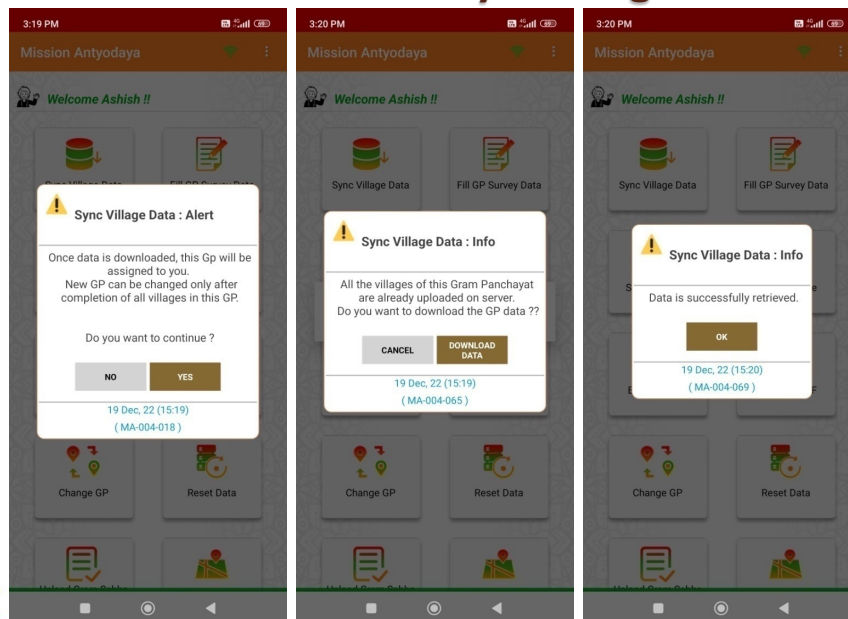 3:19 PM
4G
69
Mission Antyodaya
Welcome Ashish !!
Sync Village Data : Alert
Once data is downloaded, this Gp will be
assigned to you.
New GP can be changed only after
completion of all villages in this GP.
Do you want to continue ?
NO
YES
19 Dec, 22 (15:19)
( MA-004-018 )
Change GP
Reset Data
3:20 PM
4G
69
Mission Antyodaya
Welcome Ashish !!
Sync Village Data
Fill GP Survey Data
Sync Village Data : Info
All the villages of this Gram Panchayat
are already uploaded on server.
Do you want to download the GP data ??
CANCEL
DOWNLOAD
DATA
19 Dec, 22 (15:19)
( MA-004-065 )
Change GP
Reset Data
3:20 PM
4G
69
Mission Antyodaya
Welcome Ashish !!
Sync Village Data
Fill GP Survey Data
Sync Village Data : Info
Data is successfully retrieved.
OK
19 Dec, 22 (15:20)
( MA-004-069 )
Change GP
Reset Data